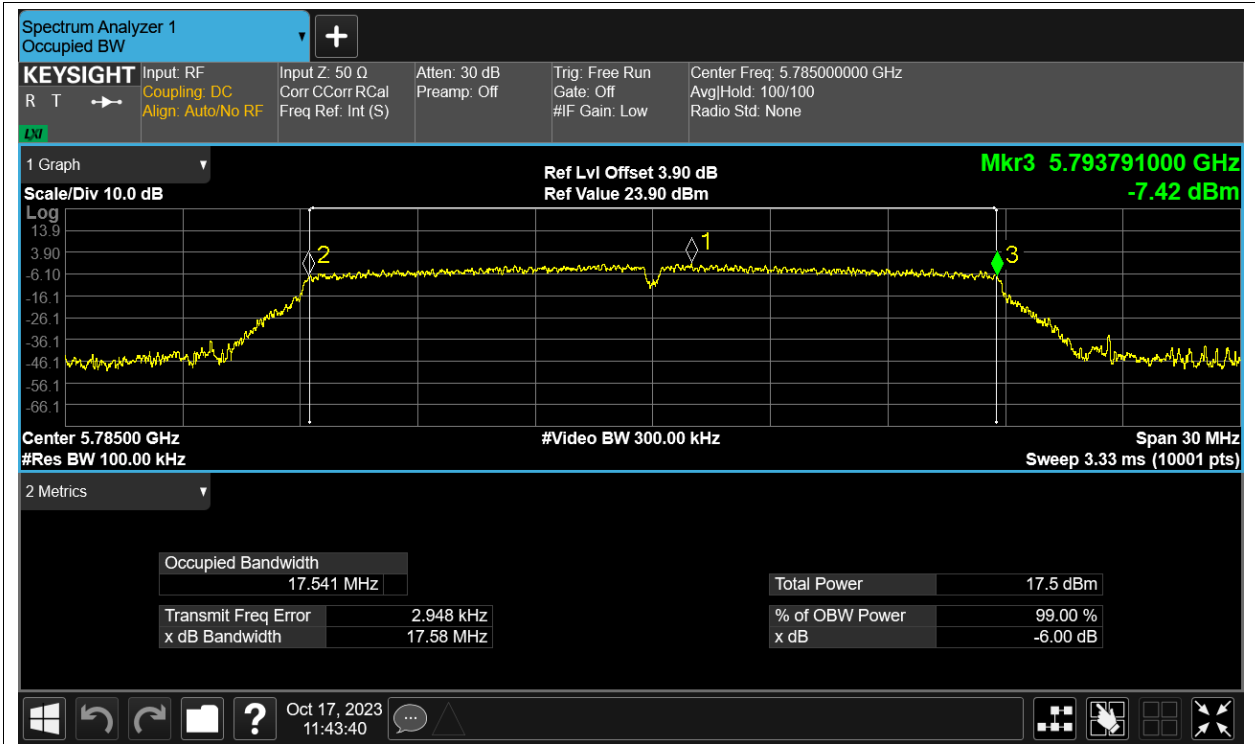 Spectrum Analyzer 1
Occupied BW
+
KEYSIGHT
R T
LXI
Input: RF
Coupling: DC
Align: Auto/No RF
Input Z: 50 Ω
Corr CCorr RCal
Freq Ref: Int (S)
Atten: 30 dB
Preamp: Off
Trig: Free Run
Gate: Off
#IF Gain: Low
Center Freq: 5.785000000 GHz
Avg|Hold: 100/100
Radio Std: None
1 Graph
Scale/Div 10.0 dB
Ref Lvl Offset 3.90 dB
Ref Value 23.90 dBm
Mkr3 5.793791000 GHz
-7.42 dBm
Log
13.9
3.90
-6.10
-16.1
-26.1
-36.1
-46.1
-56.1
-66.1
2
1
3
Center 5.78500 GHz
#Video BW 300.00 kHz
Span 30 MHz
#Res BW 100.00 kHz
Sweep 3.33 ms (10001 pts)
2 Metrics
Occupied Bandwidth
17.541 MHz
Total Power 17.5 dBm
Transmit Freq Error 2.948 kHz
% of OBW Power 99.00 %
x dB Bandwidth 17.58 MHz
x dB -6.00 dB
?
Oct 17, 2023
11:43:40